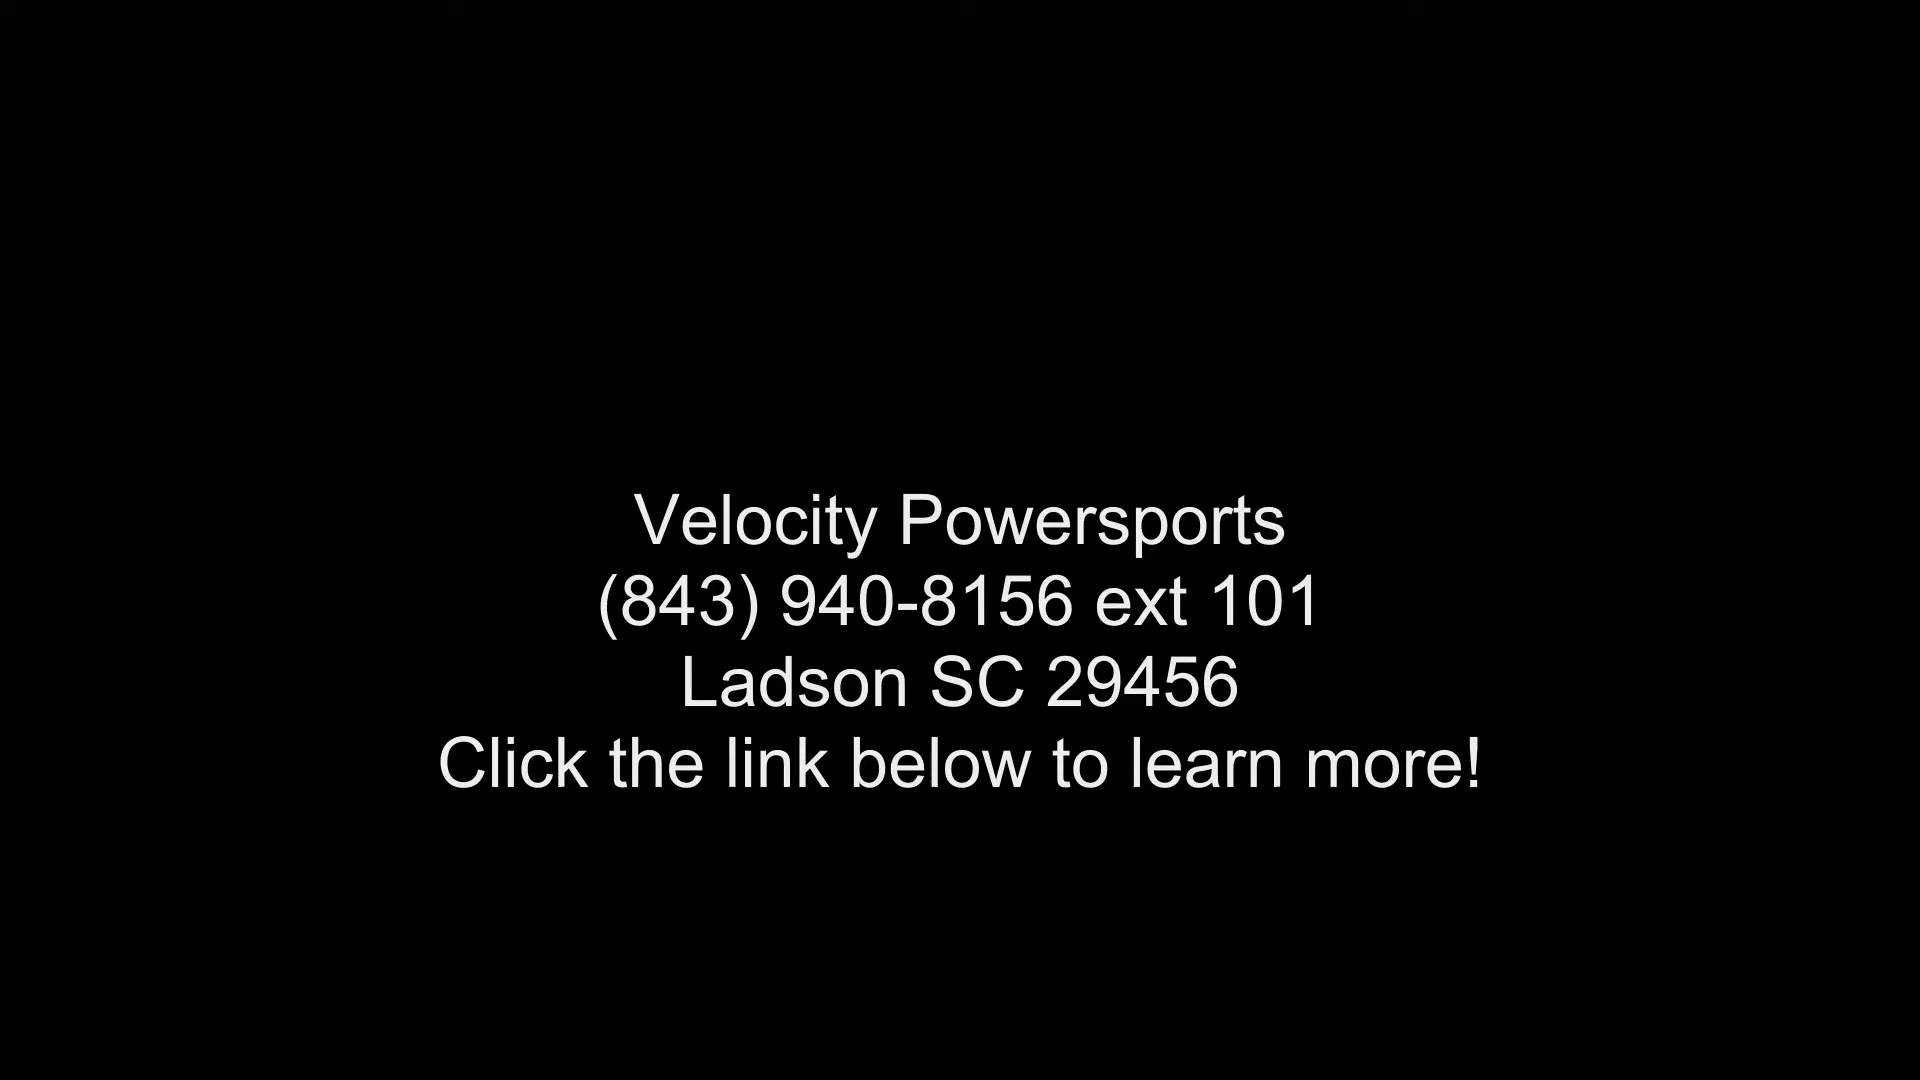 Velocity Powersports
(843) 940-8156 ext 101
Ladson SC 29456
Click the link below to learn more!